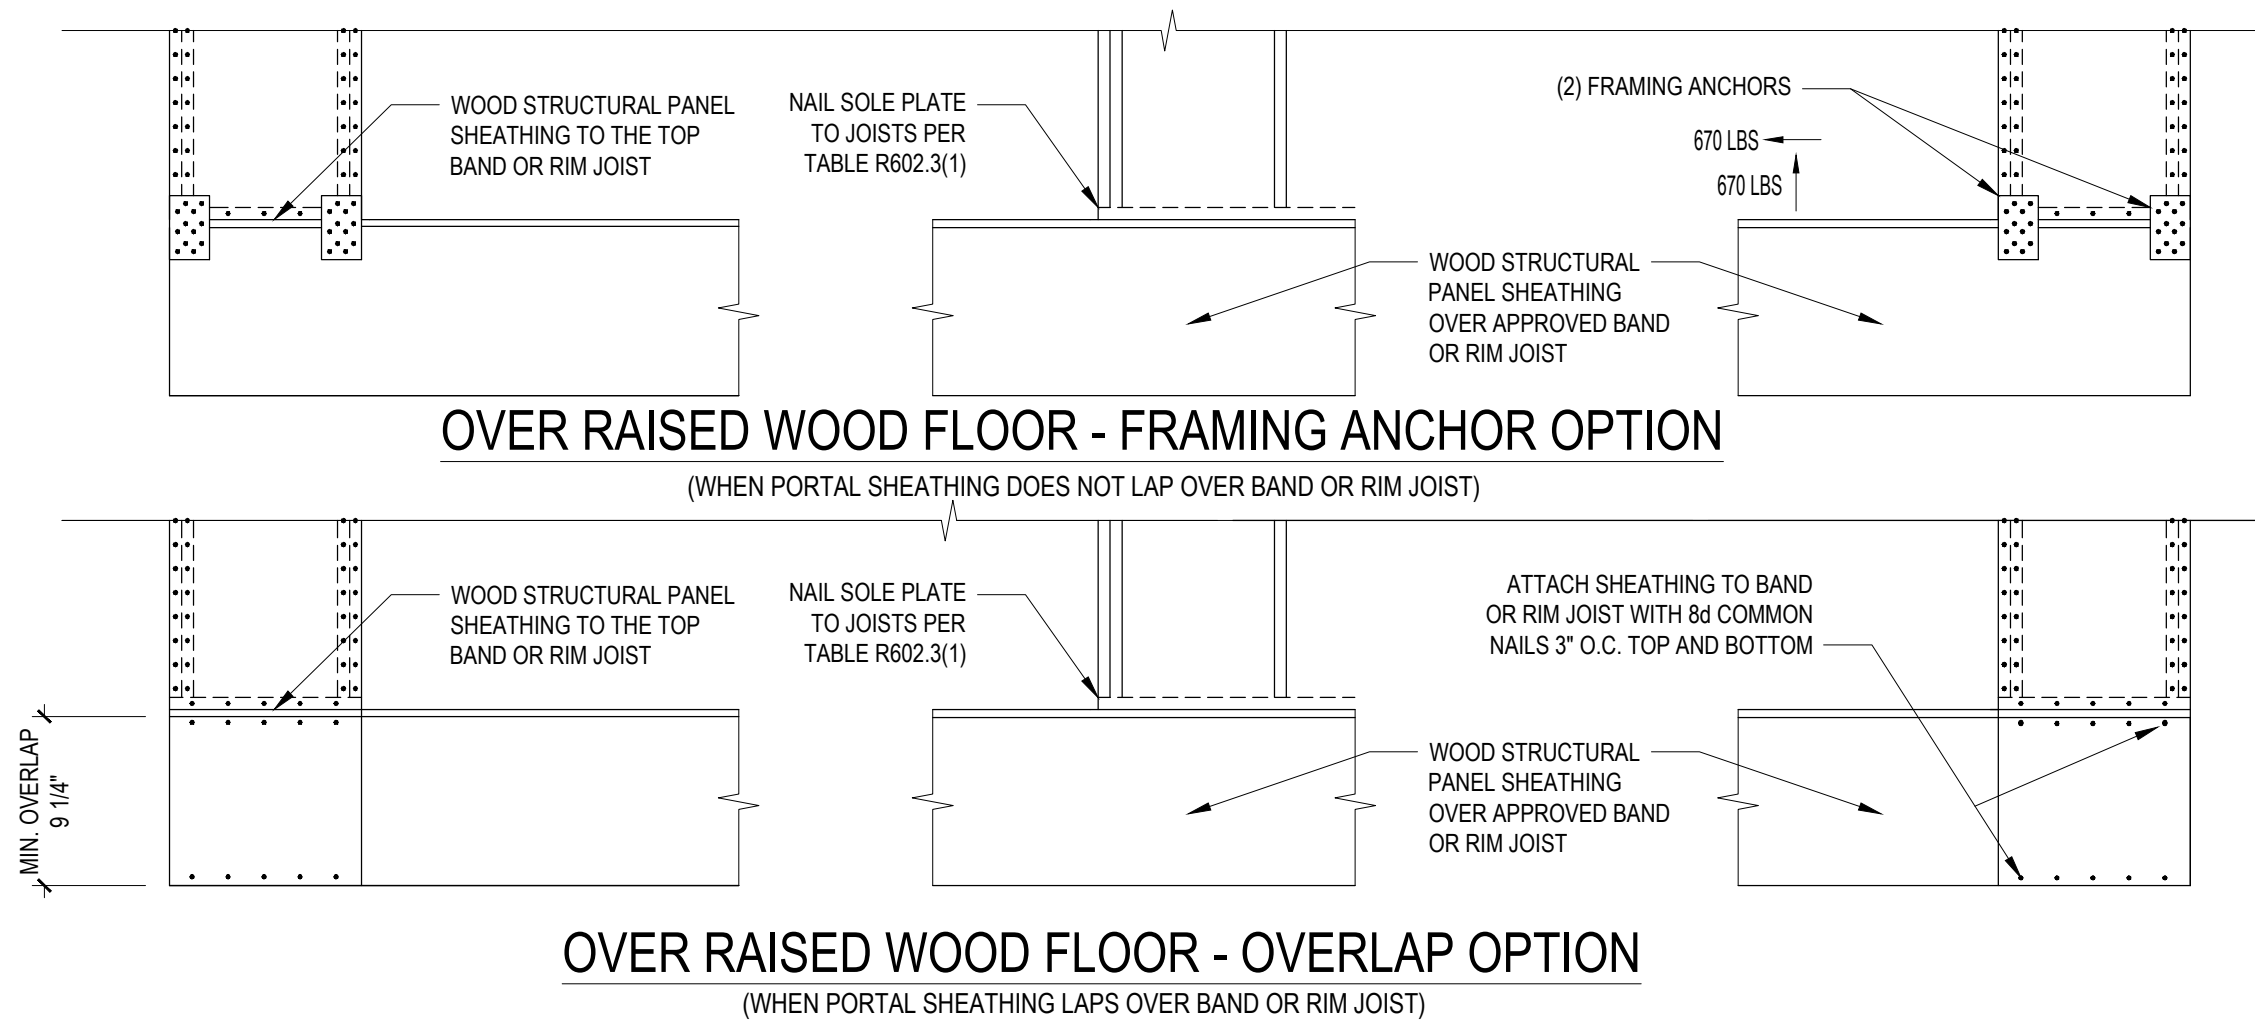 WOOD STRUCTURAL PANEL
SHEATHING TO THE TOP
BAND OR RIM JOIST
NAIL SOLE PLATE
TO JOISTS PER
TABLE R602.3(1)
(2) FRAMING ANCHORS
670 LBS
670 LBS
WOOD STRUCTURAL
PANEL SHEATHING
OVER APPROVED BAND
OR RIM JOIST
OVER RAISED WOOD FLOOR - FRAMING ANCHOR OPTION
(WHEN PORTAL SHEATHING DOES NOT LAP OVER BAND OR RIM JOIST)
WOOD STRUCTURAL PANEL
SHEATHING TO THE TOP
BAND OR RIM JOIST
NAIL SOLE PLATE
TO JOISTS PER
TABLE R602.3(1)
ATTACH SHEATHING TO BAND
OR RIM JOIST WITH 8d COMMON
NAILS 3" O.C. TOP AND BOTTOM
MIN. OVERLAP
9 1/4"
WOOD STRUCTURAL
PANEL SHEATHING
OVER APPROVED BAND
OR RIM JOIST
OVER RAISED WOOD FLOOR - OVERLAP OPTION
(WHEN PORTAL SHEATHING LAPS OVER BAND OR RIM JOIST)